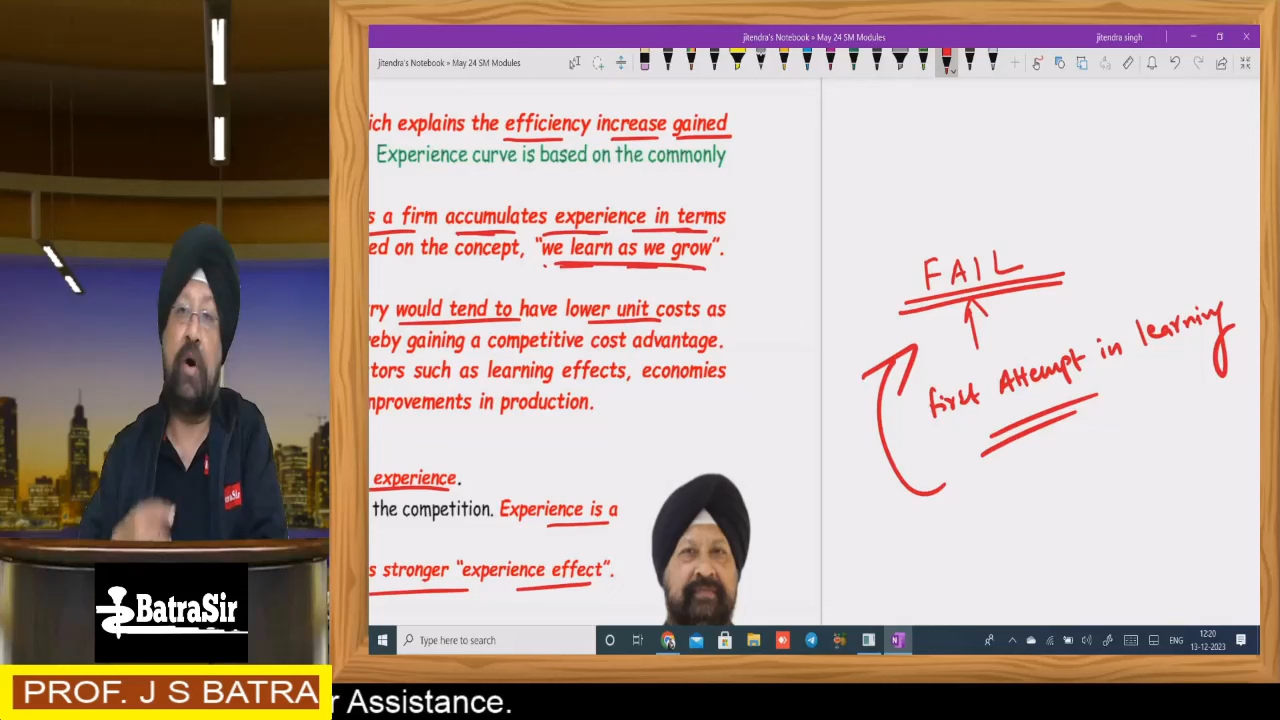 jitendra's Notebook » May 24 SM Modules
jitendra singh
jitendra's Notebook » May 24 SM Modules
ich explains the efficiency increase gained
Experience curve is based on the commonly
s a firm accumulates experience in terms
ed on the concept, “we learn as we grow”.
ry would tend to have lower unit costs as
reby gaining a competitive cost advantage.
tors such as learning effects, economies
mprovements in production.
experience.
the competition. Experience is a
s stronger “experience effect”.
FAIL
first Attempt in learning
BatraSir
BatraSir
Type here to search
ENG
12:20
13-12-2023
PROF. J S BATRA
r Assistance.